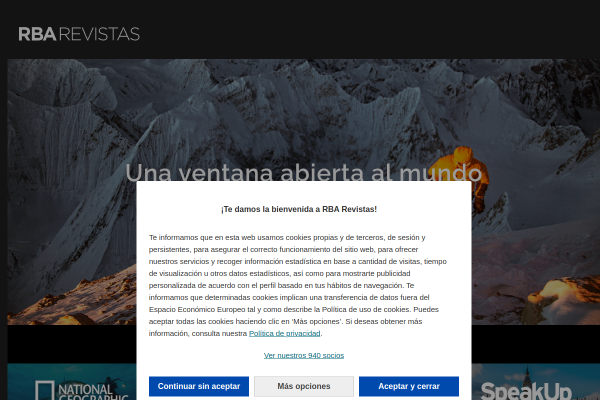 RBA REVISTAS
Una ventana abierta al mundo
¡Te damos la bienvenida a RBA Revistas!
Te informamos que en esta web usamos cookies propias y de terceros, de sesión y
persistentes, para asegurar el correcto funcionamiento del sitio web, para ofrecer
nuestros servicios y recoger información estadística en base a cantidad de visitas, tiempo
de visualización u otros datos estadísticos, así como para mostrarte publicidad
personalizada de acuerdo con el perfil basado en tus hábitos de navegación. Te
informamos que determinadas cookies implican una transferencia de datos fuera del
Espacio Económico Europeo tal y como describe la Política de uso de cookies. Puedes
aceptar todas las cookies haciendo clic en 'Más opciones'. Si deseas obtener más
información, consulta nuestra Política de privacidad.
Ver nuestros 940 socios
Continuar sin aceptar
Más opciones
Aceptar y cerrar
NATIONAL
GEOGRAPHIC
SpeakUp